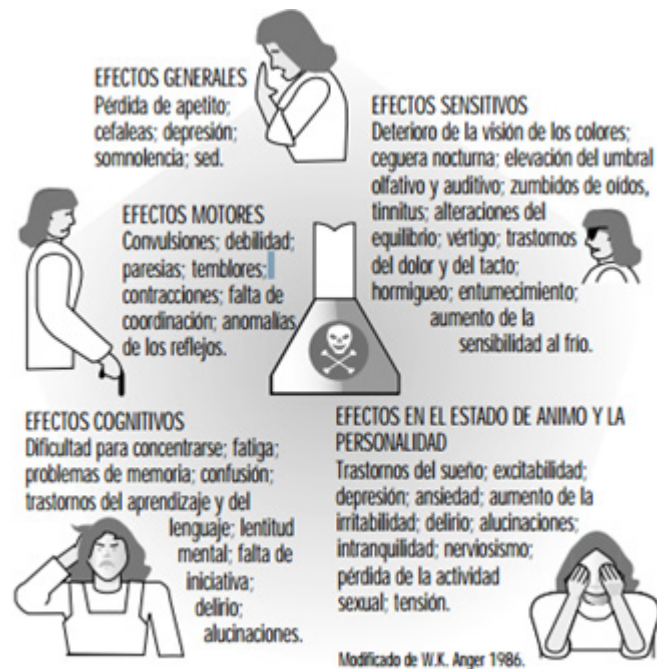 EFECTOS GENERALES
Pérdida de apetito;
cefaleas; depresión;
somnolencia; sed.
EFECTOS SENSITIVOS
Deterioro de la visión de los colores;
ceguera nocturna; elevación del umbral
olfativo y auditivo; zumbidos de oídos,
tinnitus; alteraciones del
equilibrio; vértigo; trastornos
del dolor y del tacto;
hormigueo; entumecimiento;
aumento de la
sensibilidad al frío.
EFECTOS MOTORES
Convulsiones; debilidad;
paresias; temblores;
contracciones; falta de
coordinación; anomalías
de los reflejos.
EFECTOS COGNITIVOS
Dificultad para concentrarse; fatiga;
problemas de memoria; confusión;
trastornos del aprendizaje y del
lenguaje; lentitud
mental; falta de
iniciativa;
delirio;
alucinaciones.
EFECTOS EN EL ESTADO DE ANIMO Y LA
PERSONALIDAD
Trastornos del sueño; excitabilidad;
depresión; ansiedad; aumento de la
irritabilidad; delirio; alucinaciones;
intranquilidad; nerviosismo;
pérdida de la actividad
sexual; tensión.
Modificado de W.K. Anger 1986.